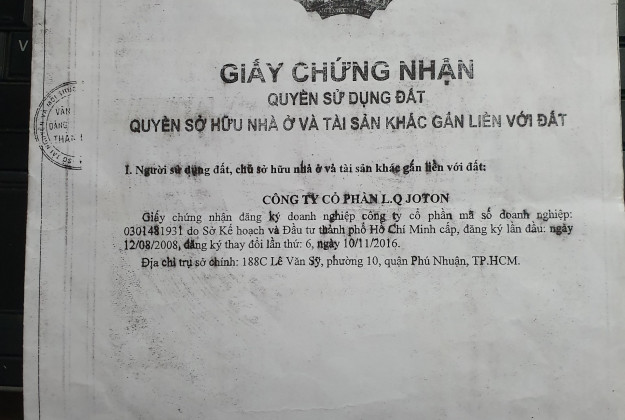 GIẤY CHỨNG NHẬN
QUYỀN SỬ DỤNG ĐẤT
QUYỀN SỞ HỮU NHÀ Ở VÀ TÀI SẢN KHÁC GẮN LIỀN VỚI ĐẤT
VĂN
ĐĂNG
I. Người sử dụng đất, chủ sở hữu nhà ở và tài sản khác gắn liền với đất:
CÔNG TY CỔ PHẦN L.Q JOTON
Giấy chứng nhận đăng ký doanh nghiệp công ty cổ phần mã số doanh nghiệp:
0301481931 do Sở Kế hoạch và Đầu tư thành phố Hồ Chí Minh cấp, đăng ký lần đầu: ngày
12/08/2008, đăng ký thay đổi lần thứ: 6, ngày 10/11/2016.
Địa chỉ trụ sở chính: 188C Lê Văn Sỹ, phường 10, quận Phú Nhuận, TP.HCM.